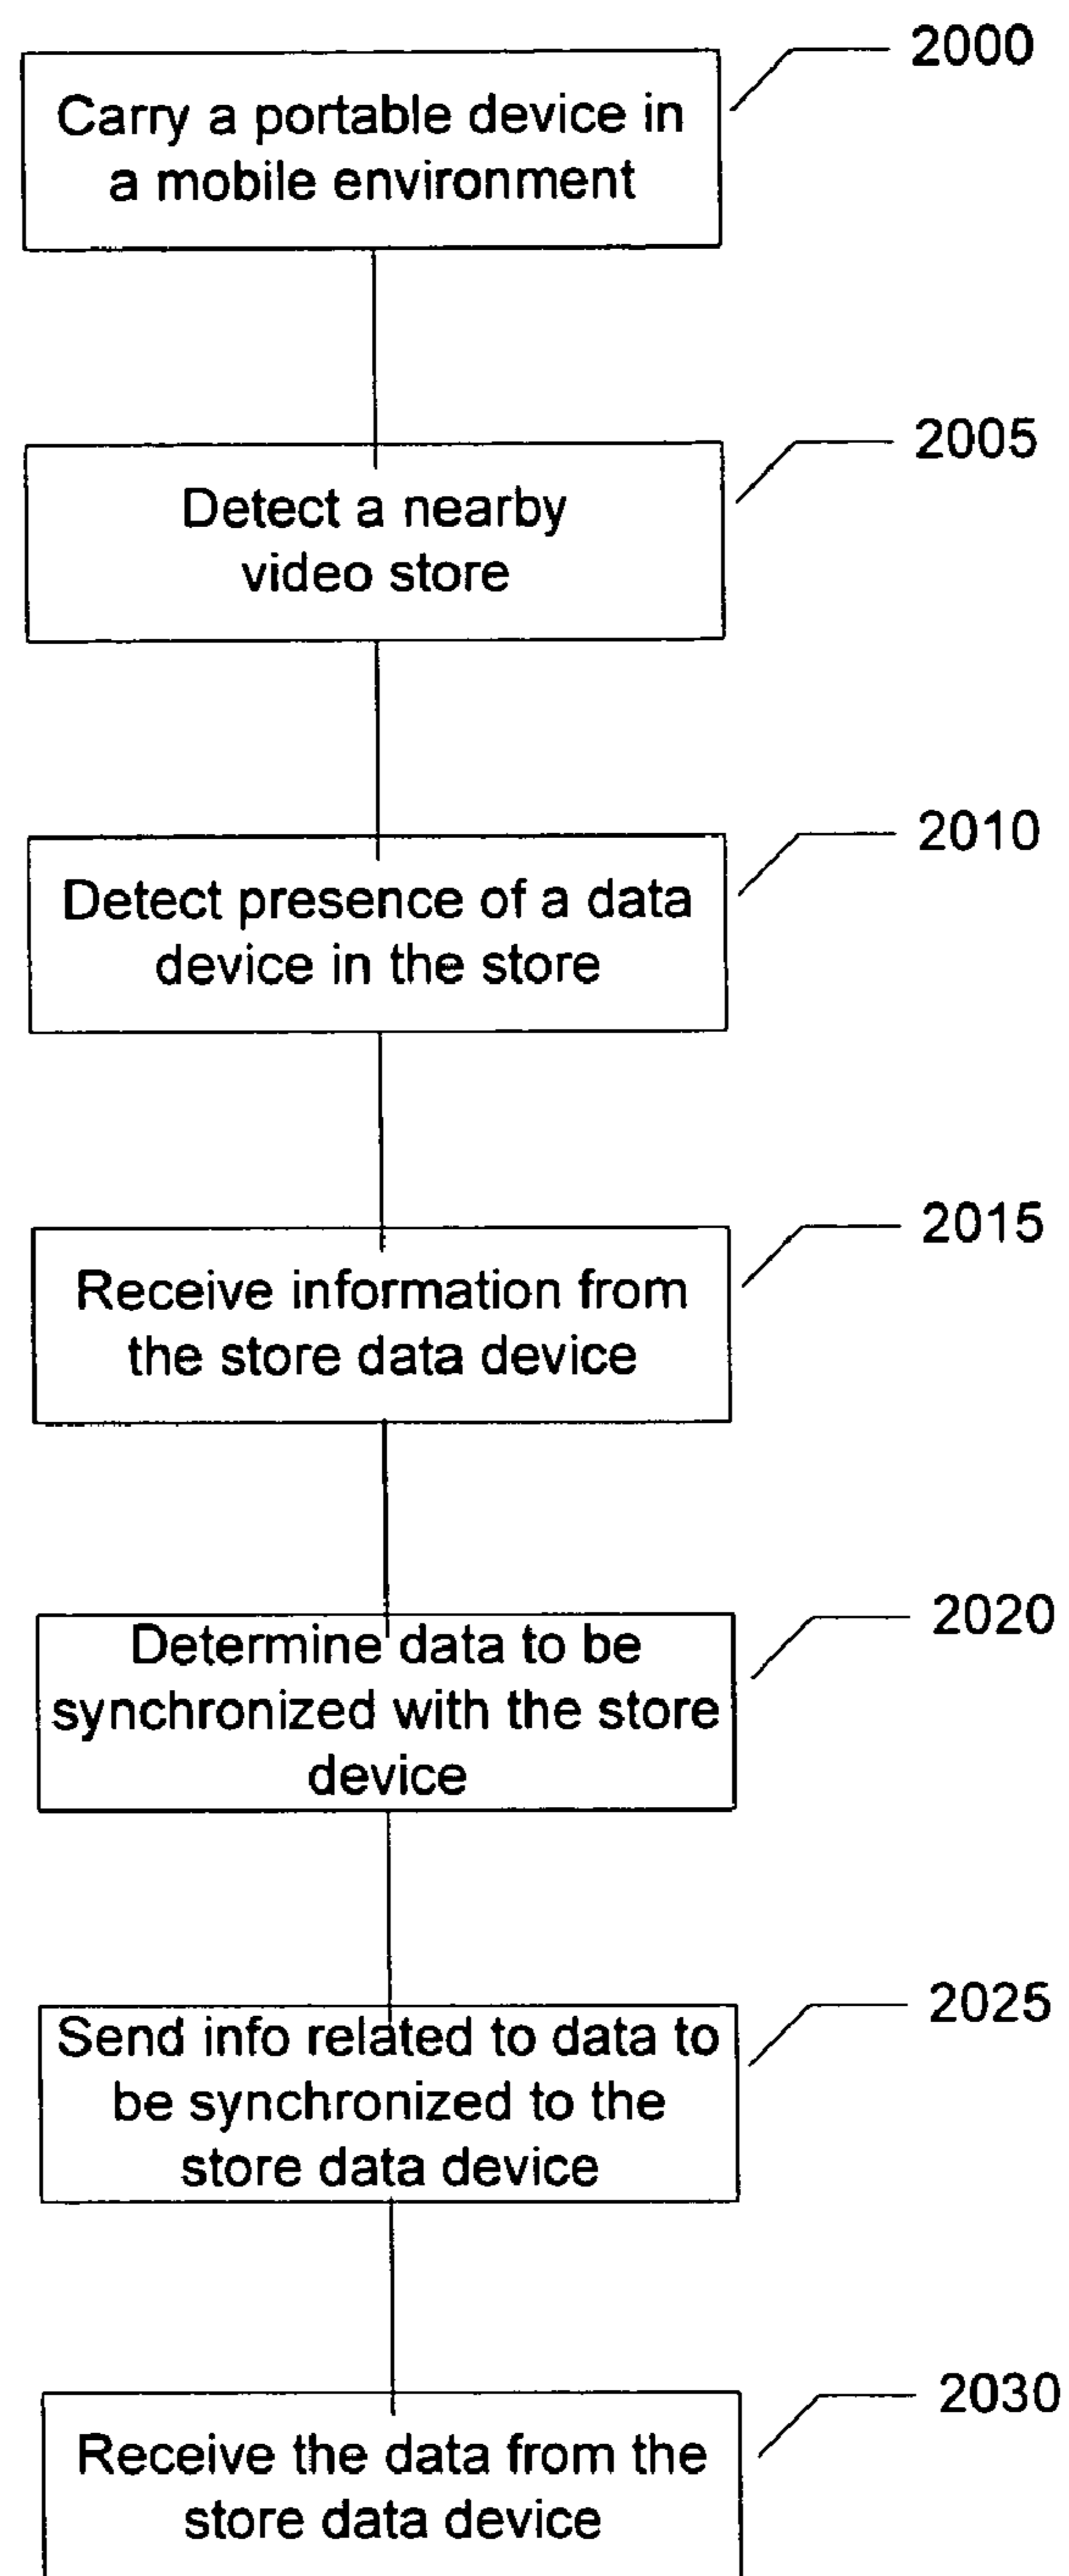 2000
Carry a portable device in
a mobile environment
2005
Detect a nearby
video store
2010
Detect presence of a data
device in the store
2015
Receive information from
the store data device
2020
Determine data to be
synchronized with the store
device
2025
Send info related to data to
be synchronized to the
store data device
2030
Receive the data from the
store data device